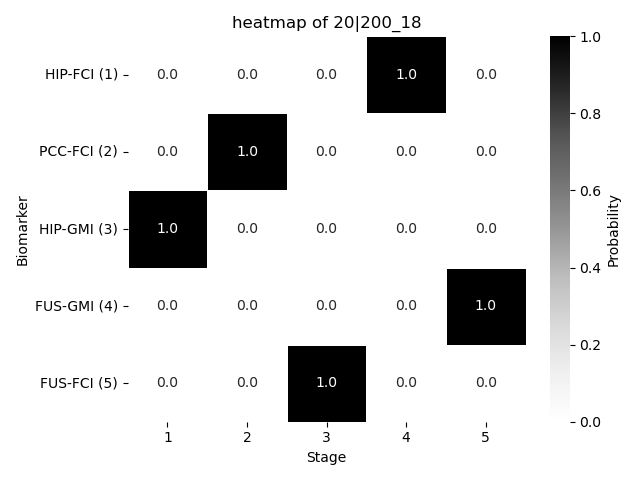 heatmap of 20|200_18
Biomarker
HIP-FCI (1)
0.0 0.0 0.0 1.0 0.0
PCC-FCI (2)
0.0 1.0 0.0 0.0 0.0
HIP-GMI (3)
1.0 0.0 0.0 0.0 0.0
FUS-GMI (4)
0.0 0.0 0.0 0.0 1.0
FUS-FCI (5)
0.0 0.0 1.0 0.0 0.0
1 2 3 4 5
Stage
1.0
0.8
0.6
0.4
0.2
0.0
Probability